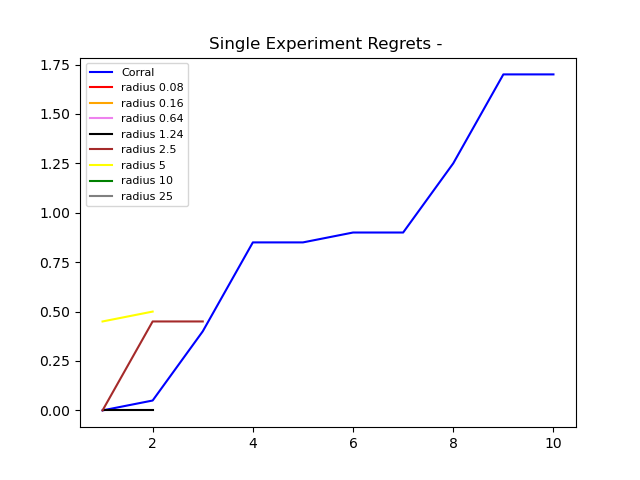 Single Experiment Regrets -
1.75
1.50
1.25
1.00
0.75
0.50
0.25
0.00
Corral
radius 0.08
radius 0.16
radius 0.64
radius 1.24
radius 2.5
radius 5
radius 10
radius 25
2 4 6 8 10